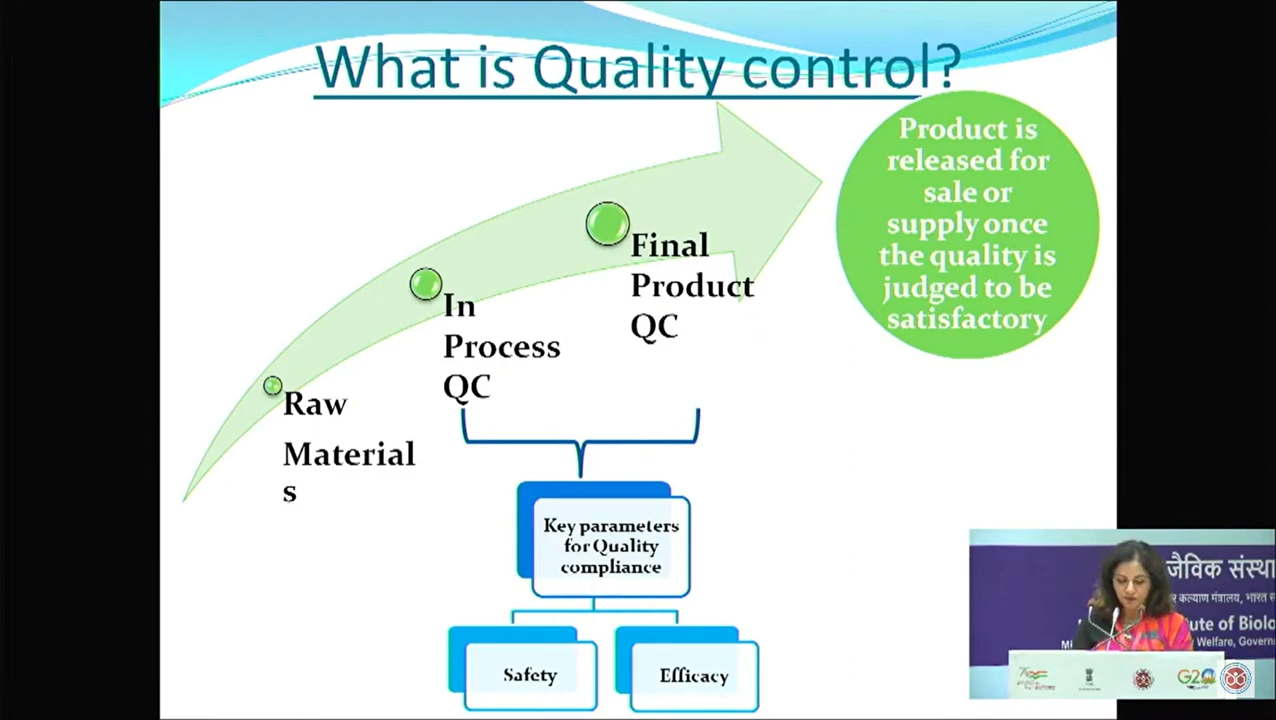 What is Quality control?
Product is
released for
sale or
supply once
the quality is
judged to be
satisfactory
Final
Product
QC
In
Process
QC
Raw
Material
s
Key parameters
for Quality
compliance
Safety
Efficacy
जैविक संस्था
कल्याण मंत्रालय, भारत स
ute of Biolo
Welfare, Govern
G20